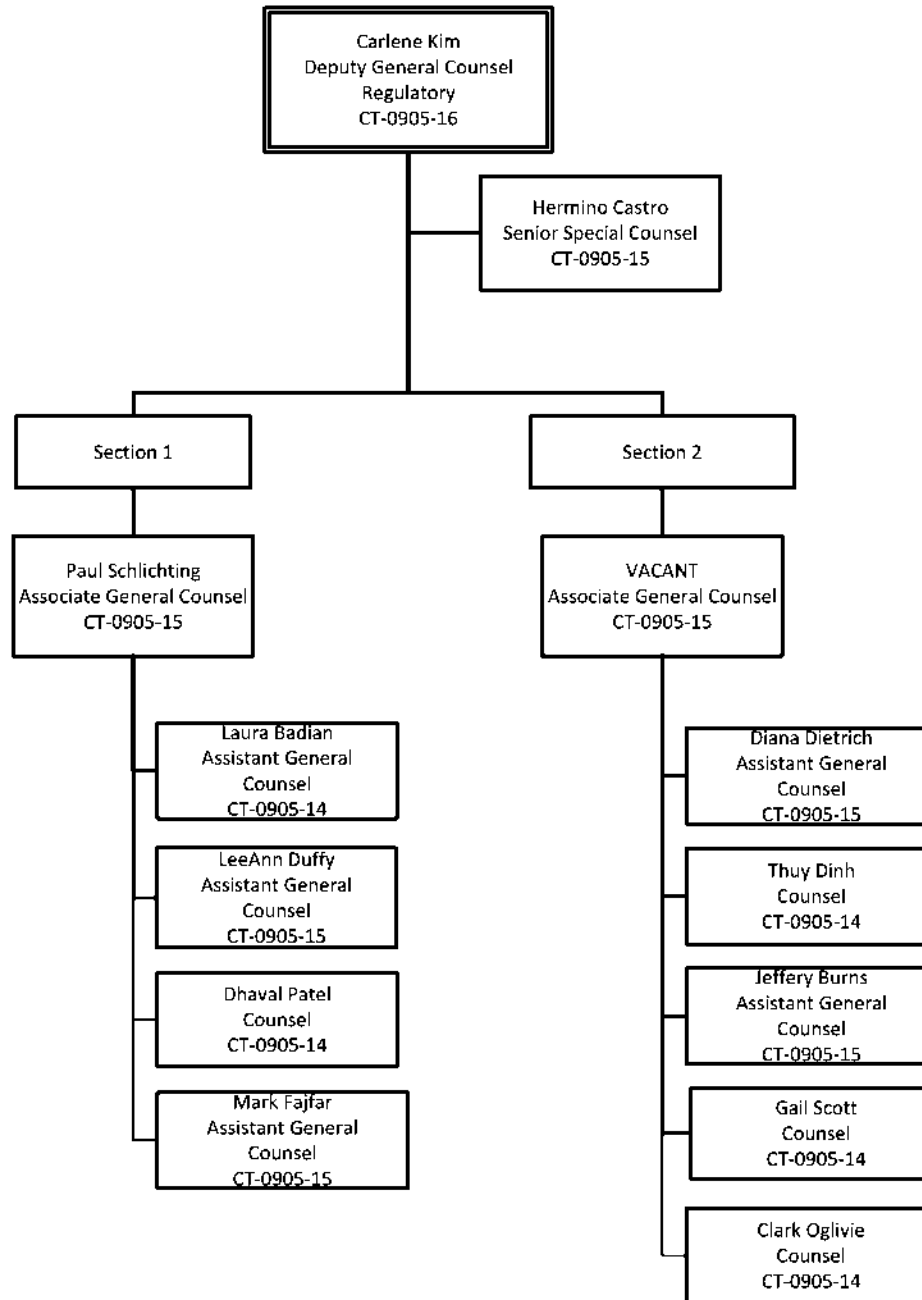 Carlene Kim
Deputy General Counsel
Regulatory
CT-0905-16
Hermino Castro
Senior Special Counsel
CT-0905-15
Section 1
Section 2
Paul Schlichting
Associate General Counsel
CT-0905-15
VACANT
Associate General Counsel
CT-0905-15
Laura Badian
Assistant General
Counsel
CT-0905-14
LeeAnn Duffy
Assistant General
Counsel
CT-0905-15
Dhaval Patel
Counsel
CT-0905-14
Mark Fajfar
Assistant General
Counsel
CT-0905-15
Diana Dietrich
Assistant General
Counsel
CT-0905-15
Thuy Dinh
Counsel
CT-0905-14
Jeffery Burns
Assistant General
Counsel
CT-0905-15
Gail Scott
Counsel
CT-0905-14
Clark Oglivie
Counsel
CT-0905-14